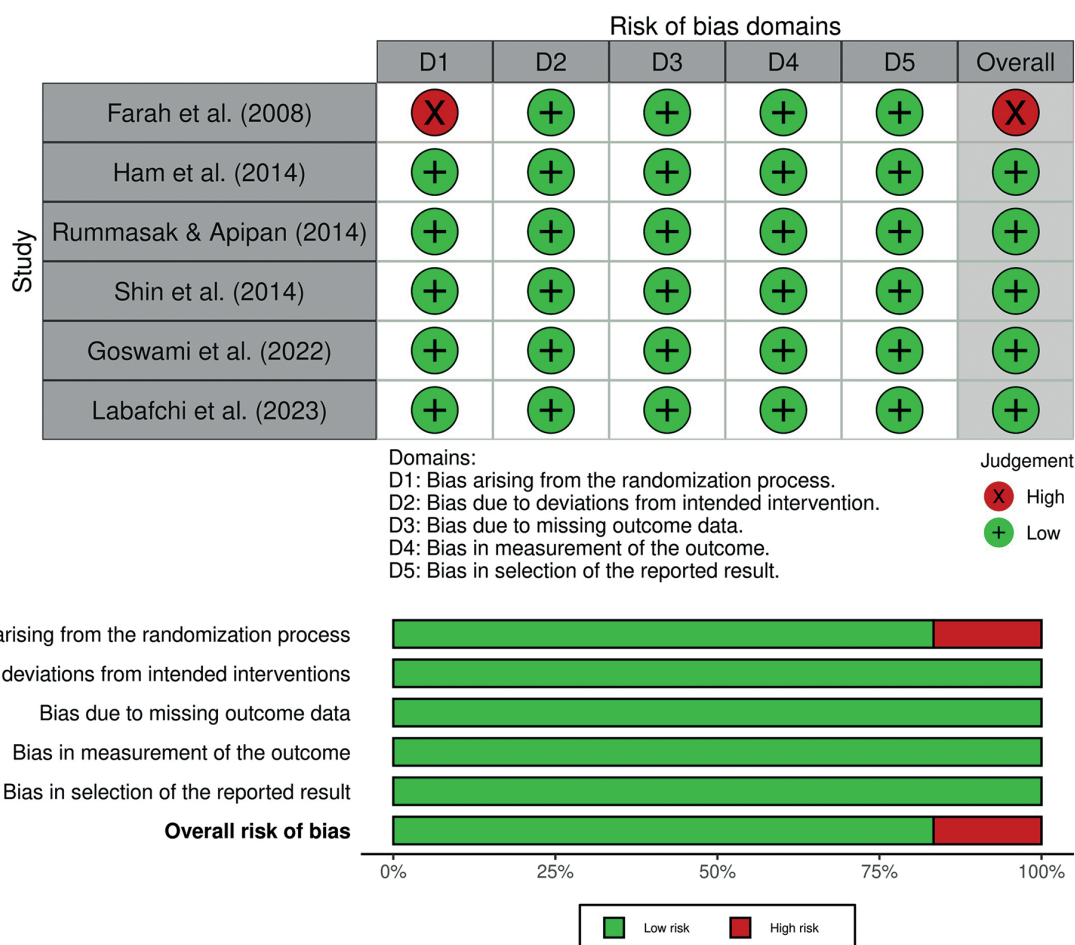 Risk of bias domains
D1 D2 D3 D4 D5 Overall
Study
Farah et al. (2008) X + + + + X
Ham et al. (2014) + + + + + +
Rummasak & Apipan (2014) + + + + + +
Shin et al. (2014) + + + + + +
Goswami et al. (2022) + + + + + +
Labafchi et al. (2023) + + + + + +
Domains:
D1: Bias arising from the randomization process.
D2: Bias due to deviations from intended intervention.
D3: Bias due to missing outcome data.
D4: Bias in measurement of the outcome.
D5: Bias in selection of the reported result.
Judgement
X High
+ Low
arising from the randomization process
deviations from intended interventions
Bias due to missing outcome data
Bias in measurement of the outcome
Bias in selection of the reported result
Overall risk of bias
0% 25% 50% 75% 100%
Low risk High risk